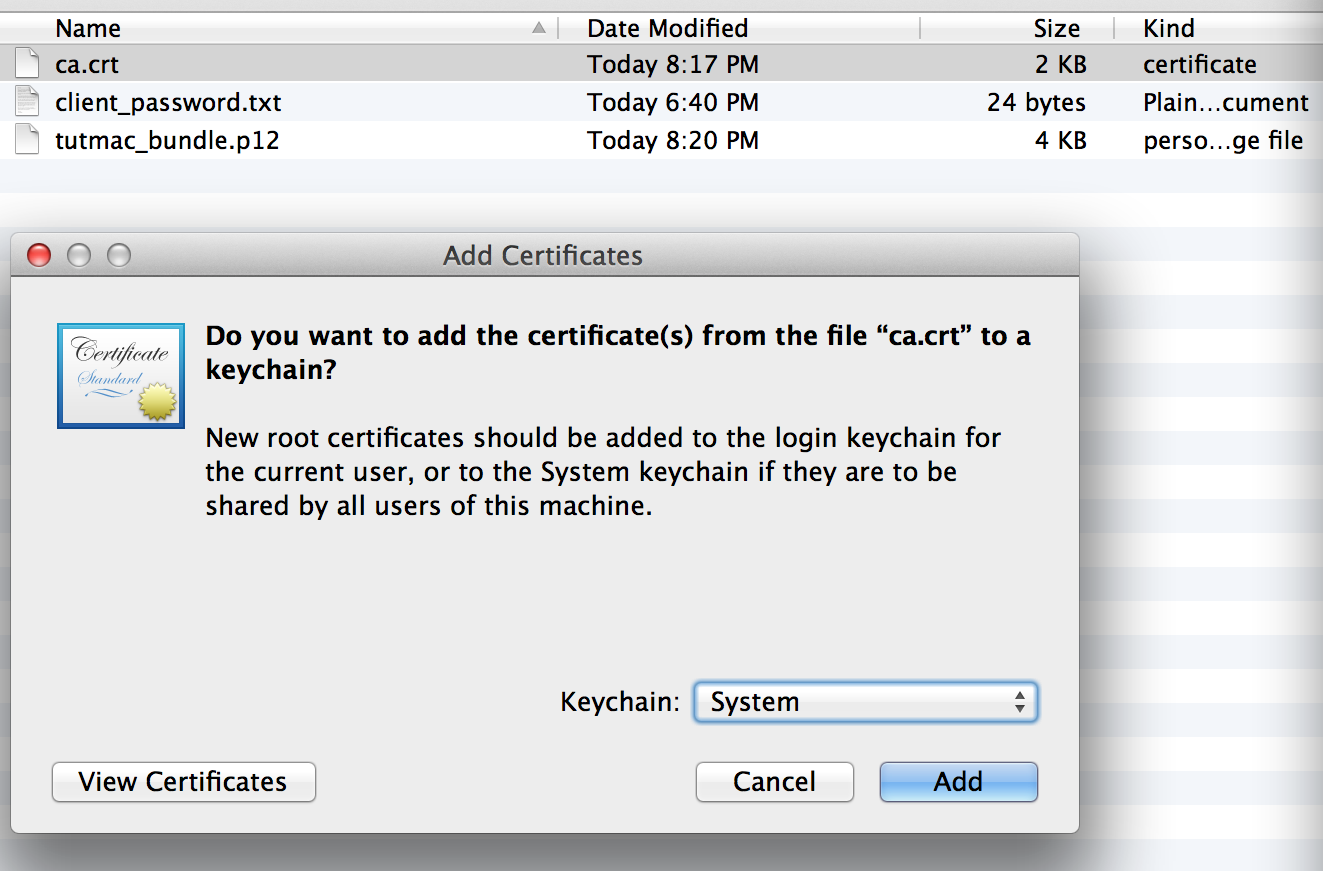 Name Date Modified Size Kind
ca.crt Today 8:17 PM 2 KB certificate
client_password.txt Today 6:40 PM 24 bytes Plain…cument
tutmac_bundle.p12 Today 8:20 PM 4 KB perso…ge file
Add Certificates
Certificate
Standard
Do you want to add the certificate(s) from the file “ca.crt” to a
keychain?
New root certificates should be added to the login keychain for
the current user, or to the System keychain if they are to be
shared by all users of this machine.
Keychain: System
View Certificates Cancel Add